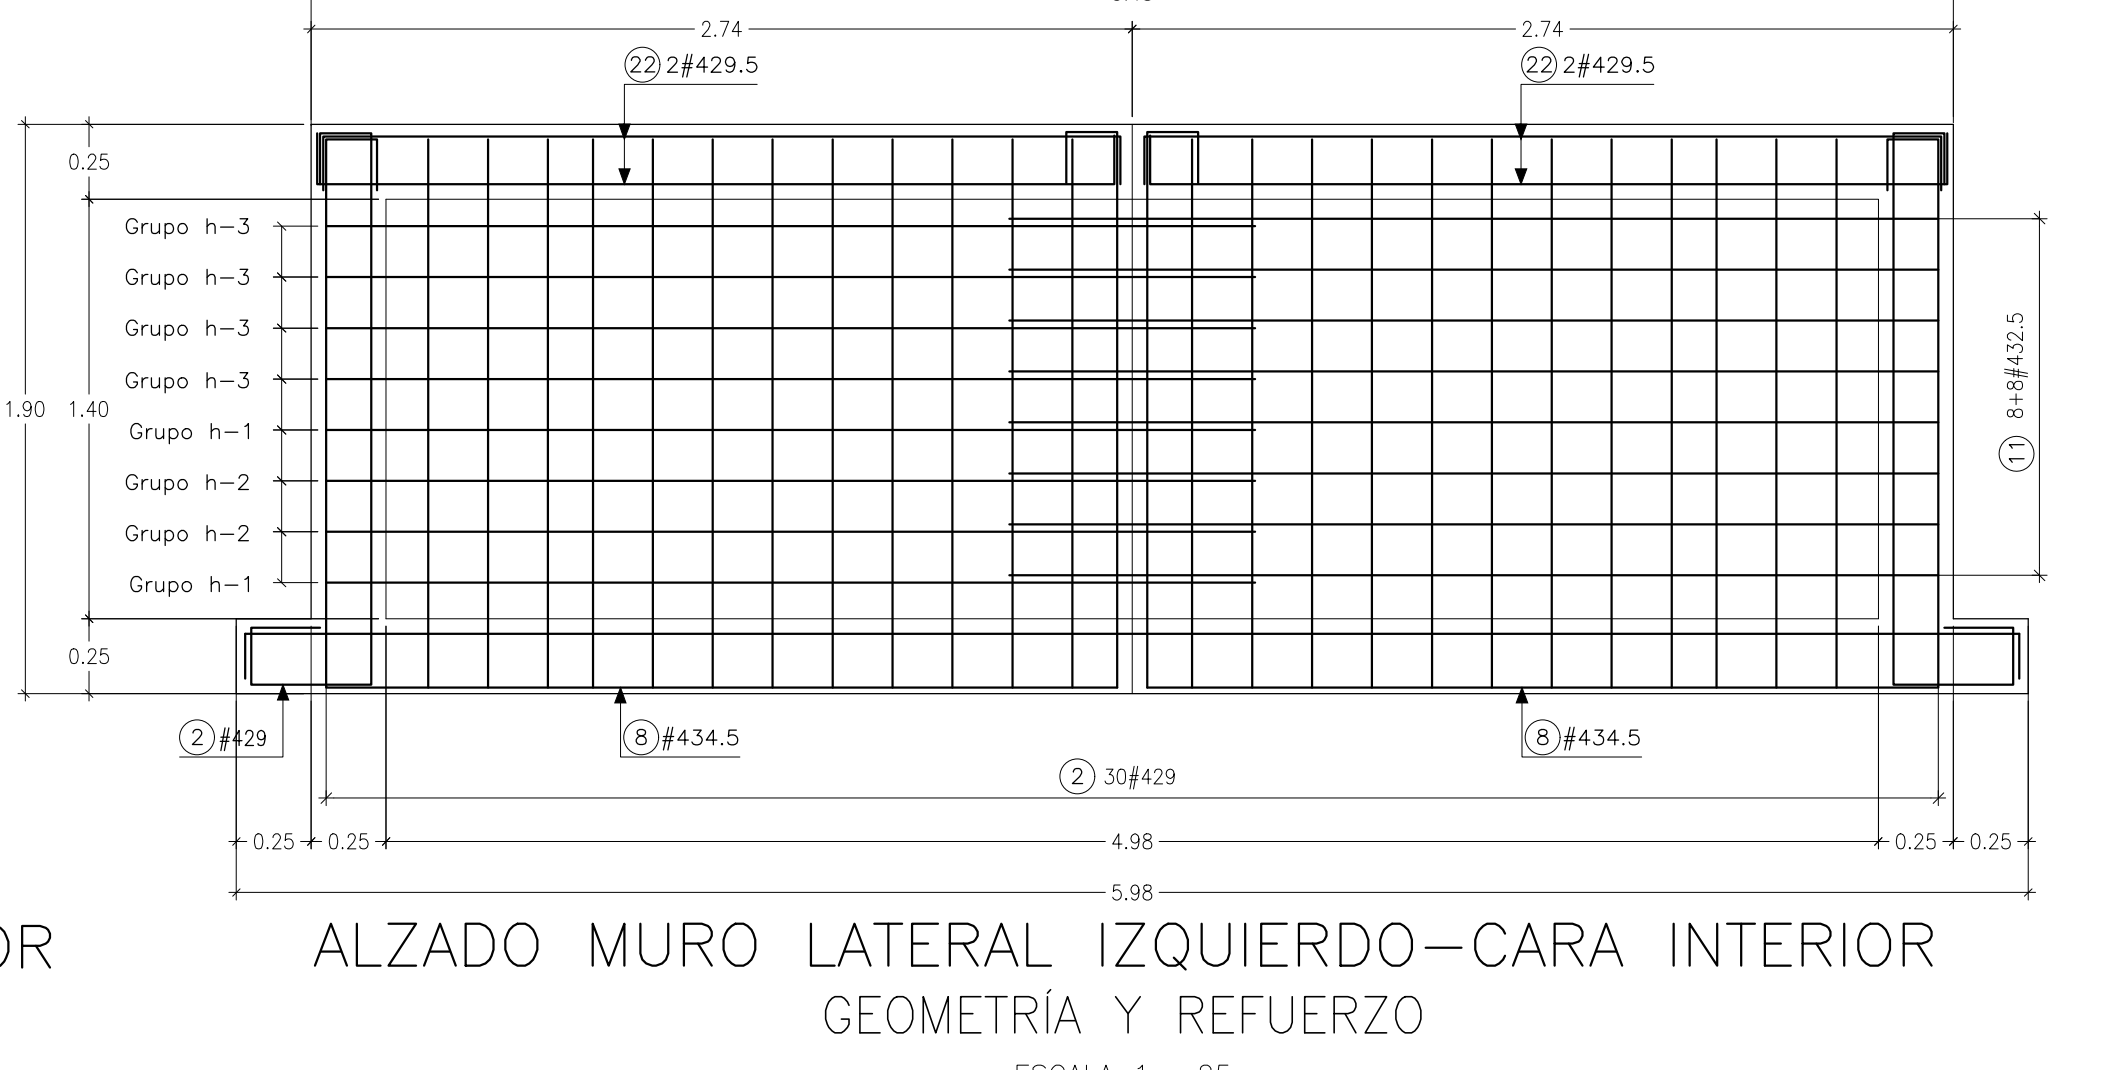 2.74
2.74
22 2#429.5
22 2#429.5
0.25
Grupo h-3
Grupo h-3
Grupo h-3
Grupo h-3
1.90
1.40
Grupo h-1
Grupo h-2
Grupo h-2
Grupo h-1
11 8+8#432.5
0.25
2 #429
8 #434.5
8 #434.5
2 30#429
0.25
0.25
4.98
0.25
0.25
5.98
OR
ALZADO MURO LATERAL IZQUIERDO-CARA INTERIOR
GEOMETRÍA Y REFUERZO